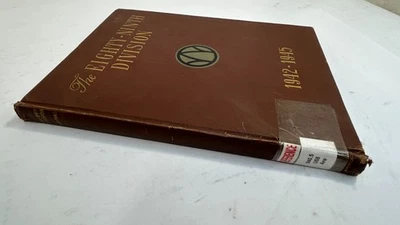 The
EIGHTY-NINTH
DIVISION
1942-1945